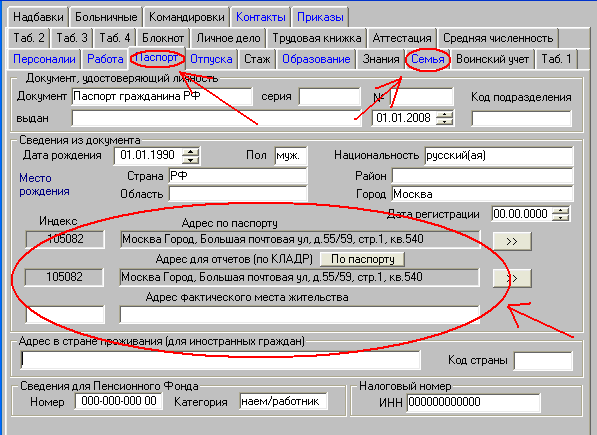 Надбавки Больничные Командировки Контакты Приказы
Таб. 2 Таб. 3 Таб. 4 Блокнот Личное дело Трудовая книжка Аттестация Средняя численность
Персоналии Работа Паспорт Отпуска Стаж Образование Знания Семья Воинский учет Таб. 1
Документ, удостоверяющий личность
Документ Паспорт гражданина РФ серия № Код подразделения
выдан 01.01.2008
Сведения из документа
Дата рождения 01.01.1990 Пол муж. Национальность русский(ая)
Место Страна РФ Район
рождения Область Город Москва
Индекс Адрес по паспорту Дата регистрации 00.00.0000
105082 Москва Город, Большая почтовая ул, д.55/59, стр.1, кв.540 >>
Адрес для отчетов (по КЛАДР) По паспорту
105082 Москва Город, Большая почтовая ул, д.55/59, стр.1, кв.540 >>
Адрес фактического места жительства
Адрес в стране проживания (для иностранных граждан)
Код страны
Сведения для Пенсионного Фонда Налоговый номер
Номер 000-000-000 00 Категория наем/работник ИНН 000000000000